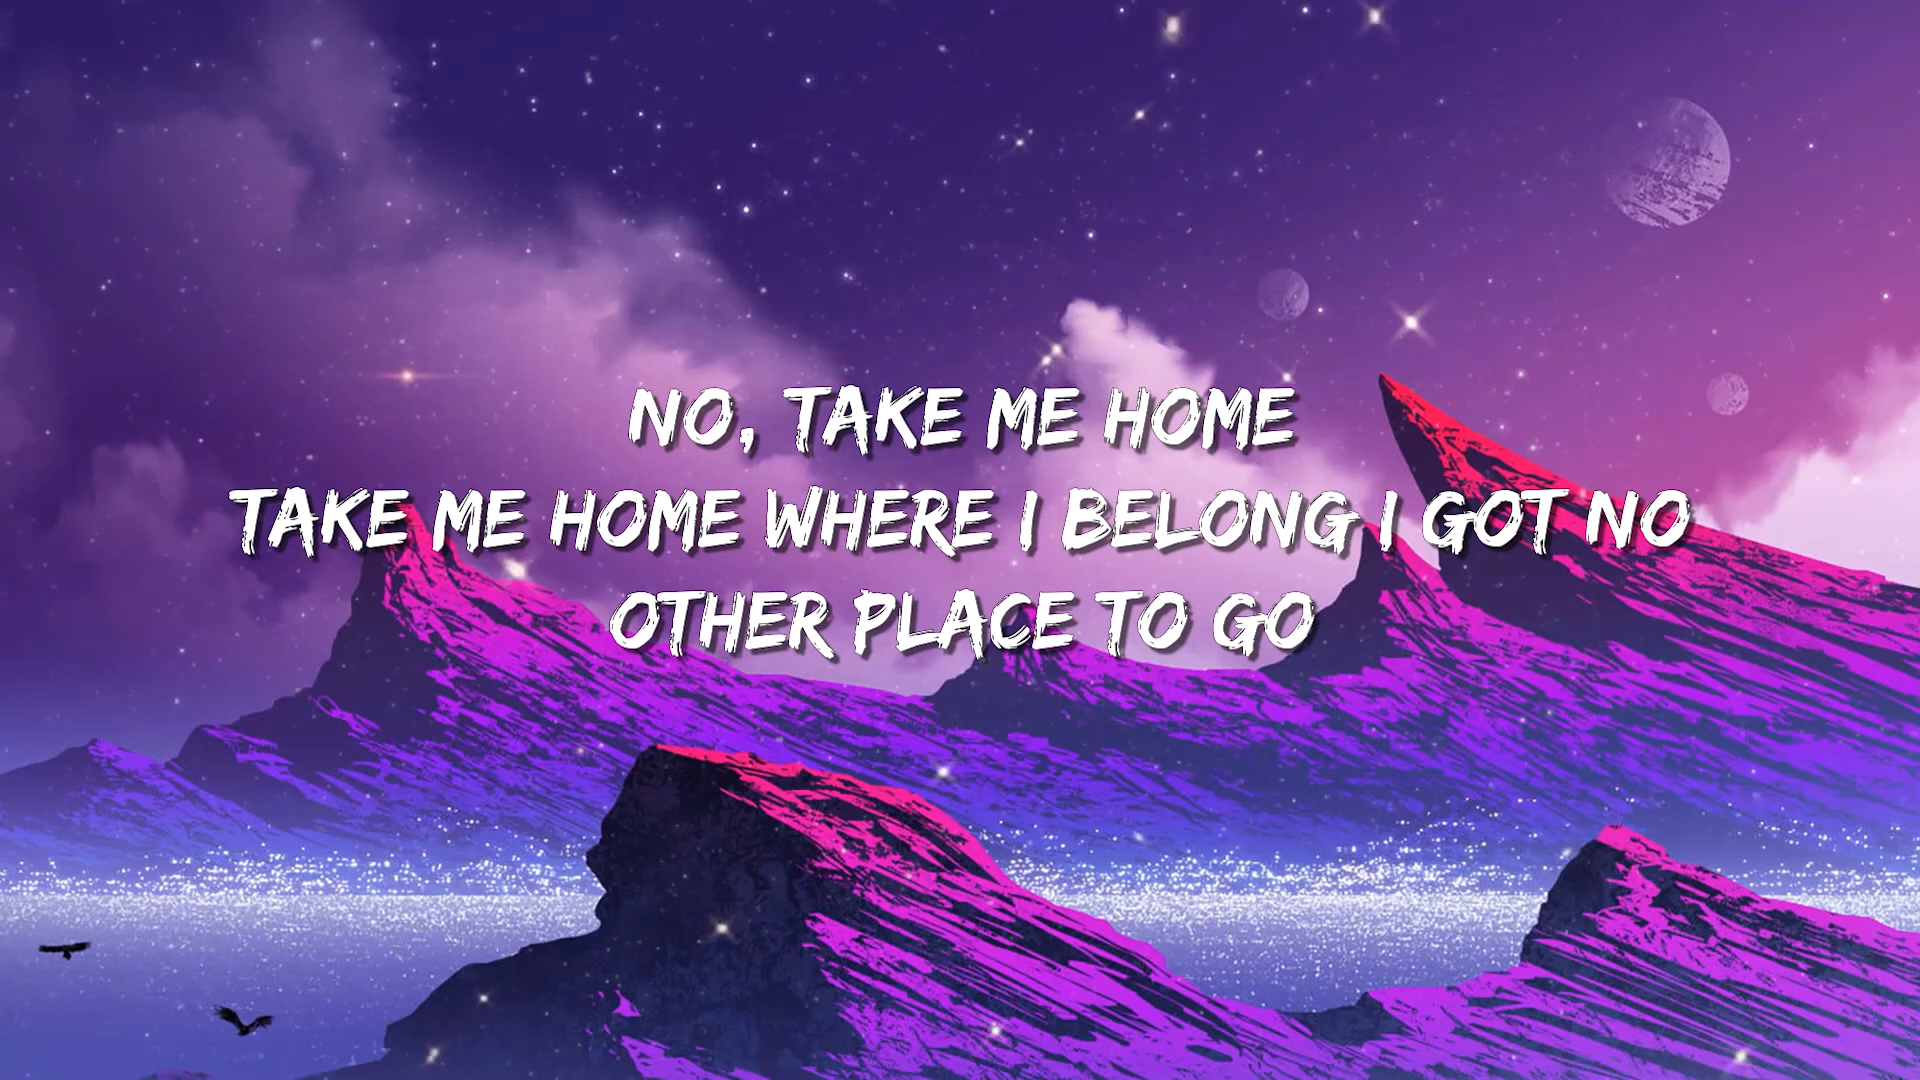 NO, TAKE ME HOME
TAKE ME HOME WHERE I BELONG I GOT NO
OTHER PLACE TO GO